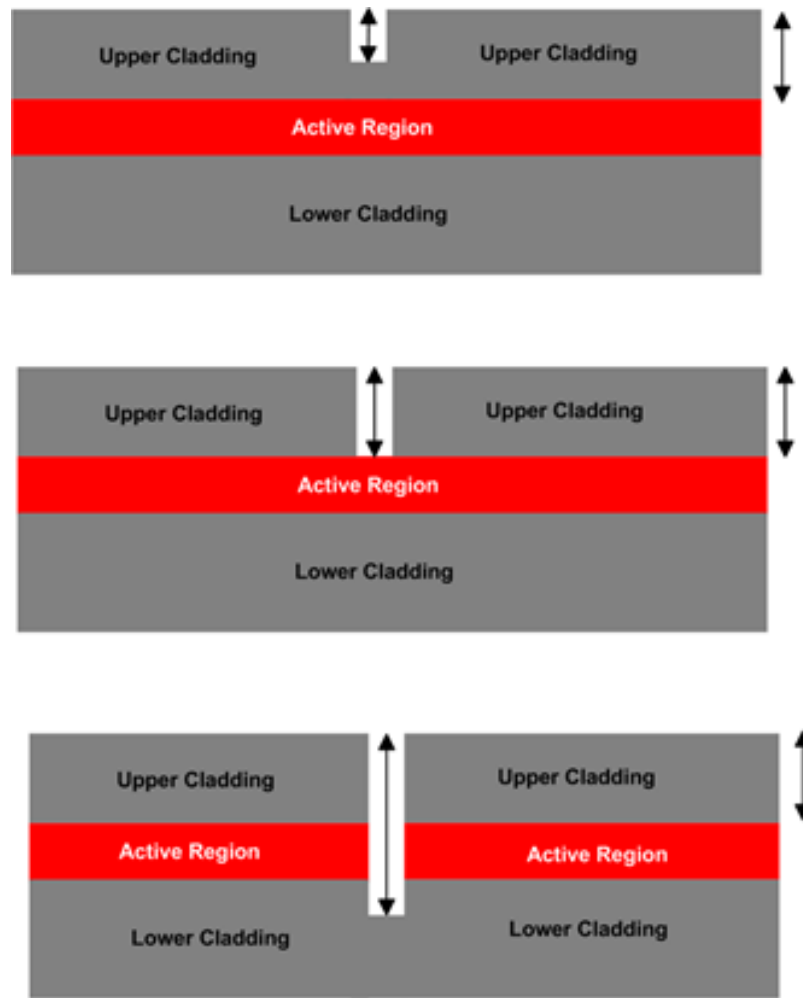 Upper Cladding Upper Cladding
Active Region
Lower Cladding
Upper Cladding Upper Cladding
Active Region
Lower Cladding
Upper Cladding Upper Cladding
Active Region Active Region
Lower Cladding Lower Cladding